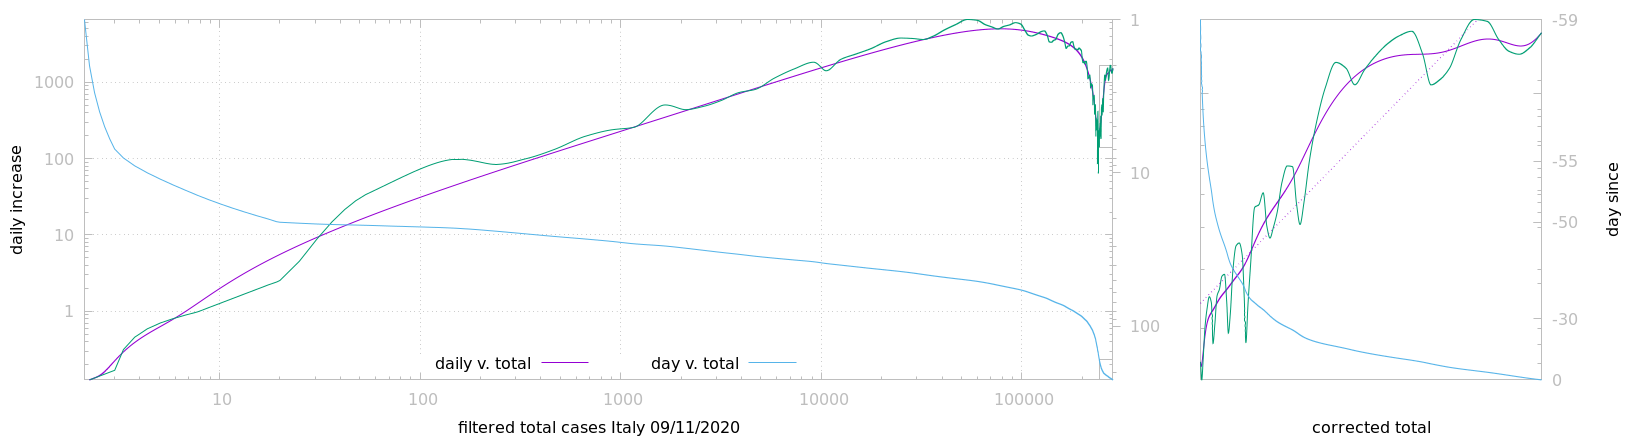 daily increase
1000
100
10
1
1
10
100
daily v. total
day v. total
10
100
1000
10000
100000
filtered total cases Italy 09/11/2020
-59
-55
-50
-30
0
day since
corrected total